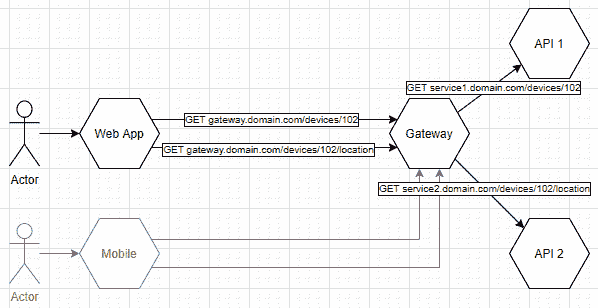 API 1
GET service1.domain.com/devices/102
GET gateway.domain.com/devices/102
Web App
Gateway
GET gateway.domain.com/devices/102/location
Actor
GET service2.domain.com/devices/102/location
Mobile
API 2
Actor